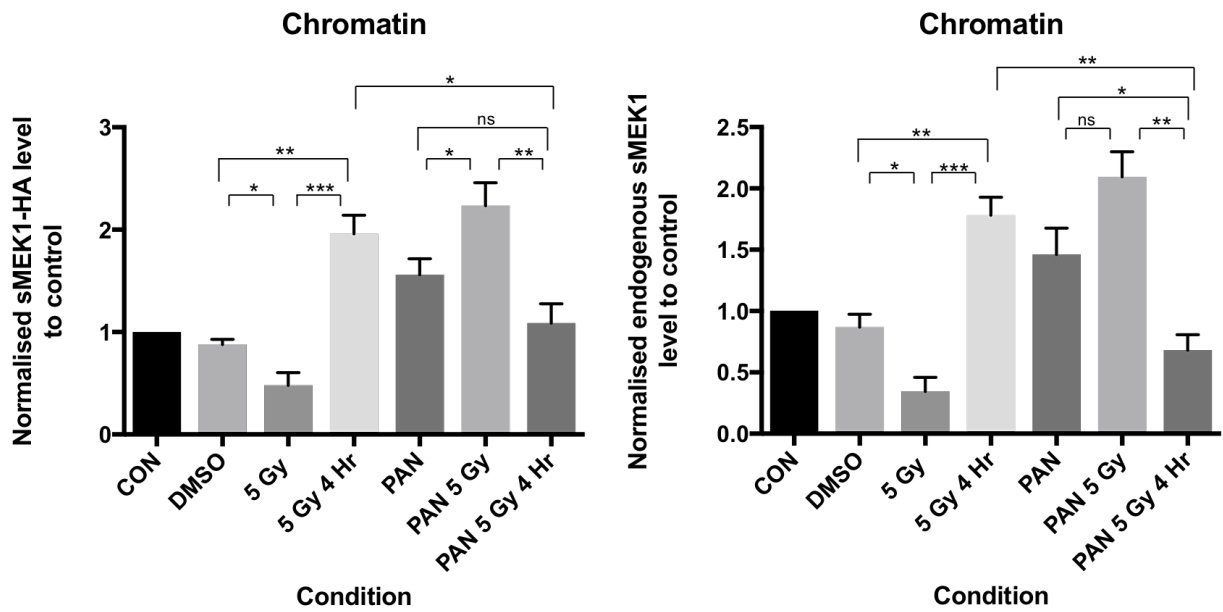 Chromatin
Normalised sMEK1-HA level
to control
3
2
1
0
*
ns
**
*
**
*
***
CON
DMSO
5 Gy
5 Gy 4 Hr
PAN
PAN 5 Gy
PAN 5 Gy 4 Hr
Condition
Chromatin
Normalised endogenous sMEK1
level to control
2.5
2.0
1.5
1.0
0.5
0.0
**
*
**
ns
**
*
***
CON
DMSO
5 Gy
5 Gy 4 Hr
PAN
PAN 5 Gy
PAN 5 Gy 4 Hr
Condition